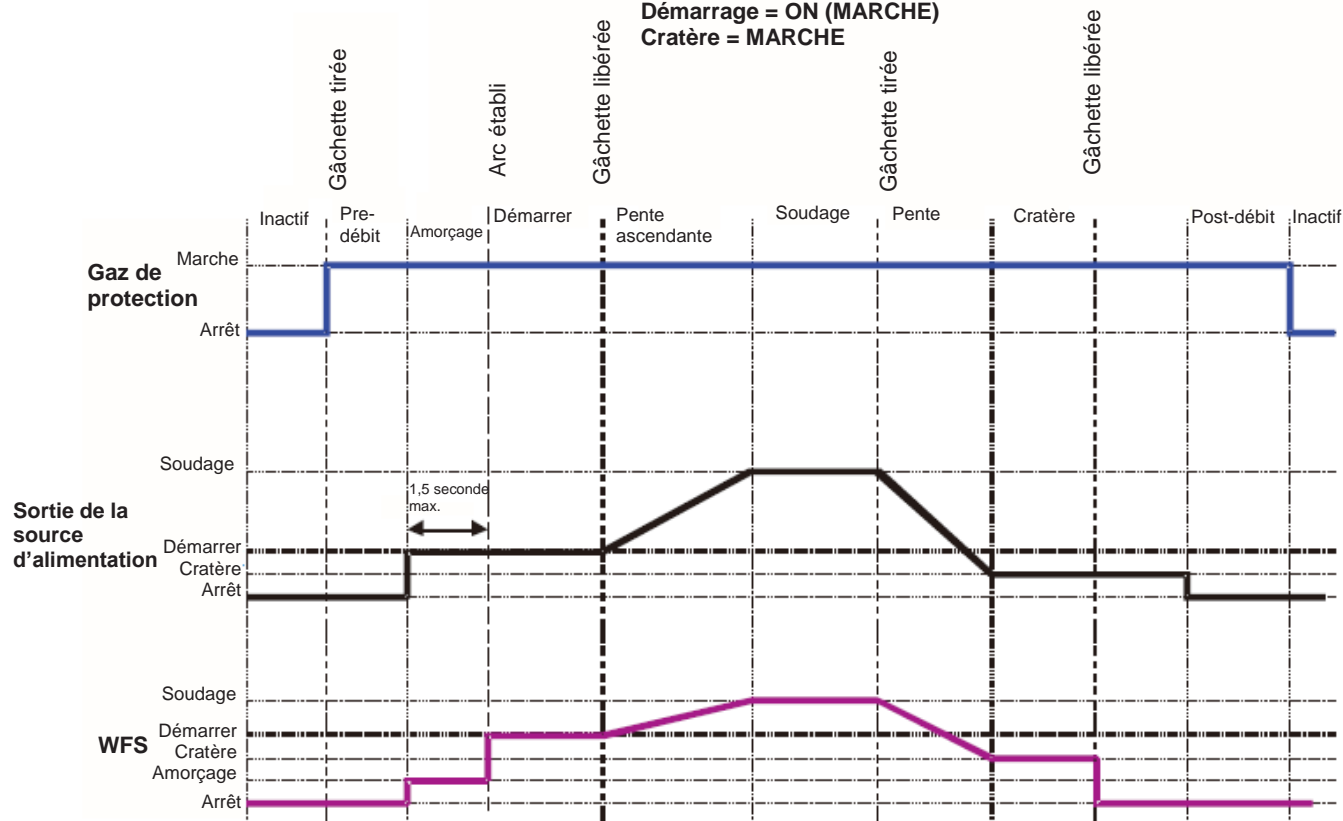 Démarrage = ON (MARCHE)
Cratère = MARCHE
Gâchette tirée
Arc établi
Gâchette libérée
Gâchette tirée
Gâchette libérée
Inactif
Pre-
débit
Amorçage
Démarrer
Pente
ascendante
Soudage
Pente
Cratère
Post-débit
Inactif
Gaz de
protection
Marche
Arrêt
Sortie de la
source
d'alimentation
Soudage
1,5 seconde
max.
Démarrer
Cratère
Arrêt
WFS
Soudage
Démarrer
Cratère
Amorçage
Arrêt